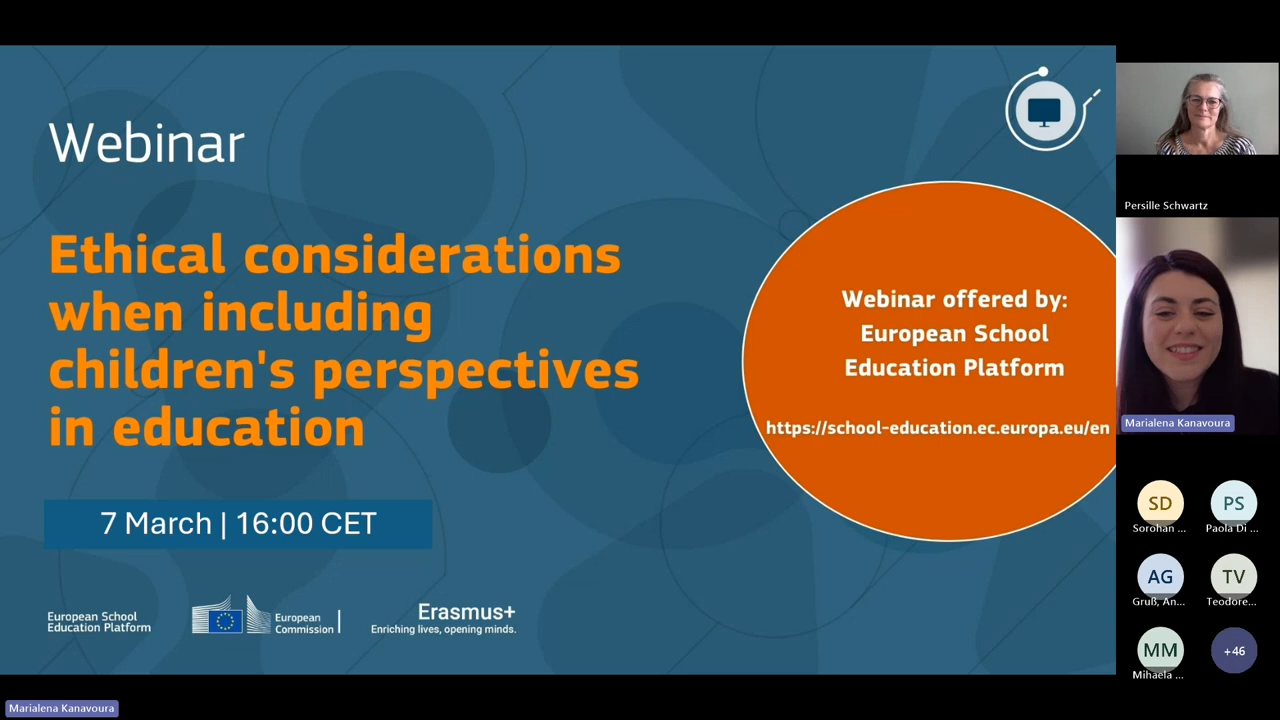 Webinar
Ethical considerations
when including
children's perspectives
in education
7 March | 16:00 CET
European School
Education Platform
European
Commission
Erasmus+
Enriching lives, opening minds.
Webinar offered by:
European School
Education Platform
https://school-education.ec.europa.eu/en
Persille Schwartz
Marialena Kanavoura
SD
Sorohan ...
PS
Paola Di ...
AG
Gruß, An...
TV
Teodore...
MM
Mihaela ...
+46
Marialena Kanavoura